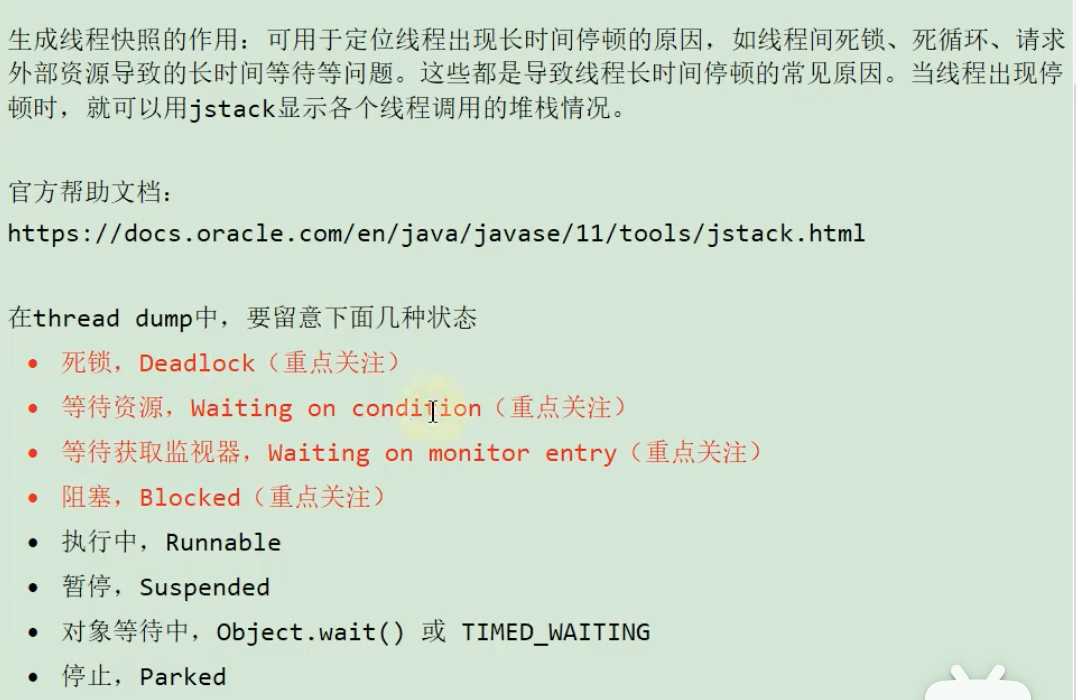 生成线程快照的作用：可用于定位线程出现长时间停顿的原因，如线程间死锁、死循环、请求
外部资源导致的长时间等待等问题。这些都是导致线程长时间停顿的常见原因。当线程出现停
顿时，就可以用jstack显示各个线程调用的堆栈情况。
官方帮助文档：
https://docs.oracle.com/en/java/javase/11/tools/jstack.html
在thread dump中，要留意下面几种状态
• 死锁，Deadlock（重点关注）
• 等待资源，Waiting on condition（重点关注）
• 等待获取监视器，Waiting on monitor entry（重点关注）
• 阻塞，Blocked（重点关注）
• 执行中，Runnable
• 暂停，Suspended
• 对象等待中，Object.wait() 或 TIMED_WAITING
• 停止，Parked